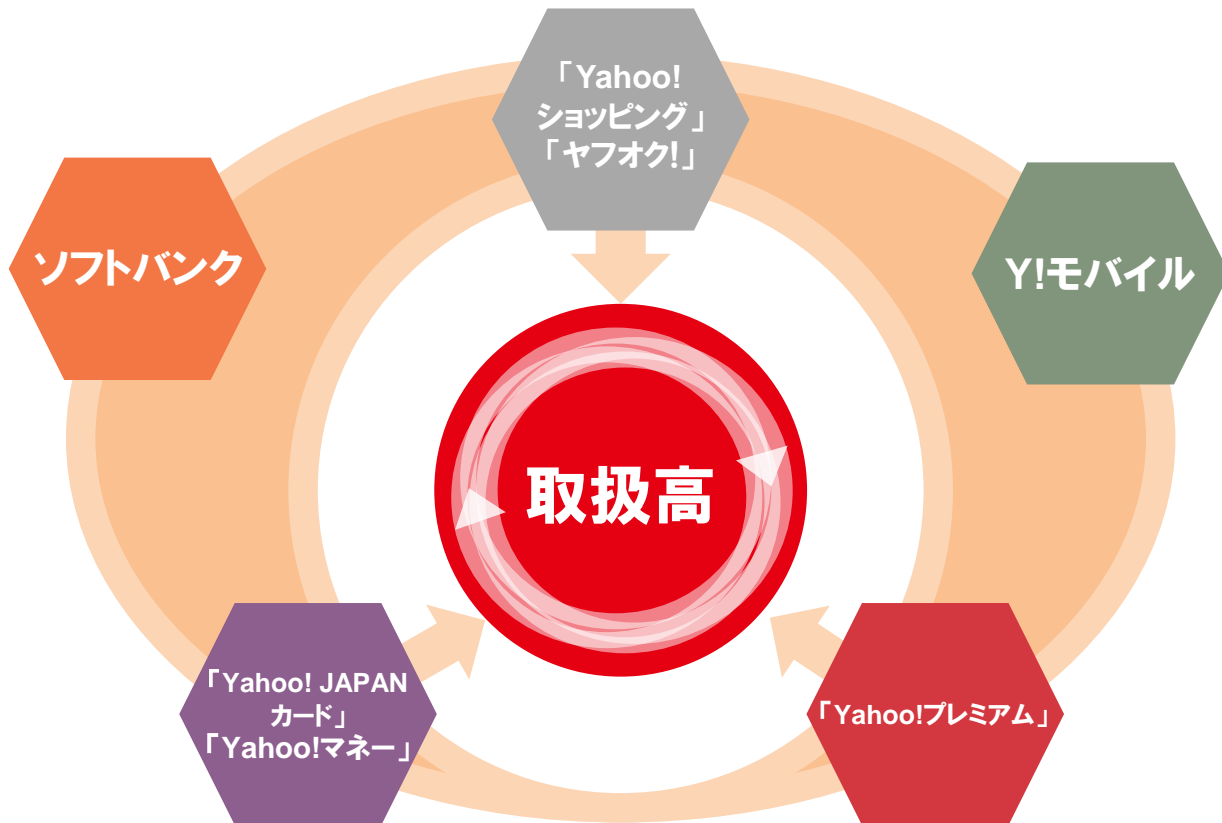 「Yahoo!
ショッピング」
「ヤフオク!」
ソフトバンク
Y!モバイル
取扱高
「Yahoo! JAPAN
カード」
「Yahoo!マネー」
「Yahoo!プレミアム」